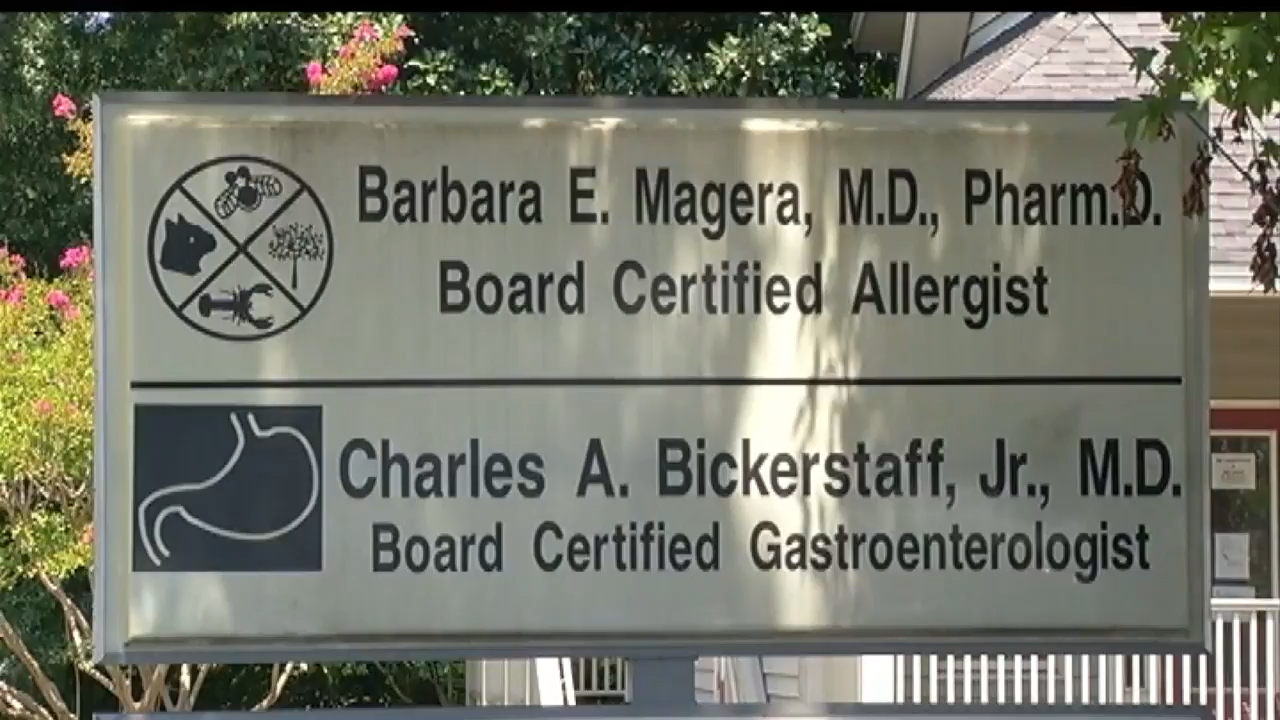 Barbara E. Magera, M.D., Pharm.D.
Board Certified Allergist
Charles A. Bickerstaff, Jr., M.D.
Board Certified Gastroenterologist